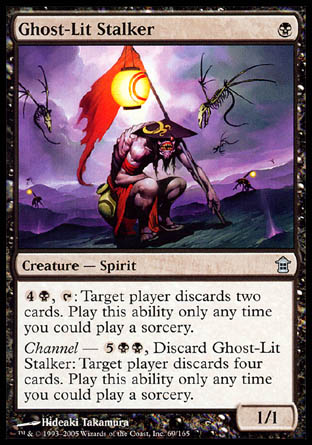 Ghost-Lit Stalker
Creature — Spirit
4 , : Target player discards two
cards. Play this ability only any time
you could play a sorcery.
Channel — 5 , Discard Ghost-Lit
Stalker: Target player discards four
cards. Play this ability only any time
you could play a sorcery.
Hideaki Takamura
™ & © 1993–2005 Wizards of the Coast, Inc. 69/165
1/1